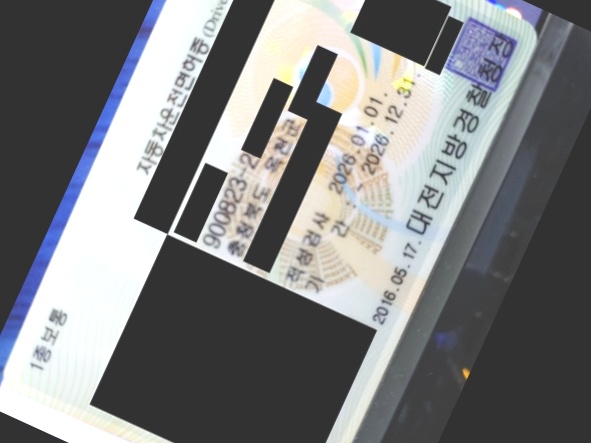 자동차운전면허증 (Drive
1종보통
900823-2
충청북도 옥천군
적성검사 2026.01.01.
기 간 : ~ 2026.12.31.
2016.05.17. 대전지방경찰청장